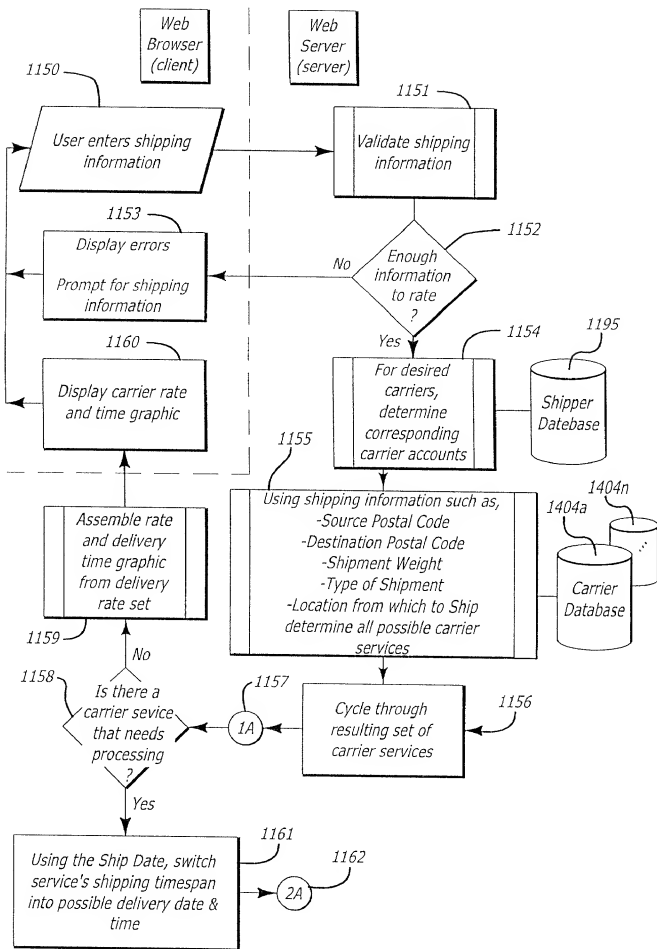 Web
Browser
(client)
Web
Server
(server)
1150
User enters shipping
information
1151
Validate shipping
information
1152
Enough
information
to rate
?
No
Yes
1153
Display errors
Prompt for shipping
information
1154
For desired
carriers,
determine
corresponding
carrier accounts
1195
Shipper
Datebase
1160
Display carrier rate
and time graphic
1155
Using shipping information such as,
-Source Postal Code
-Destination Postal Code
-Shipment Weight
-Type of Shipment
-Location from which to Ship
determine all possible carrier
services
1404a
1404n
Carrier
Database
Assemble rate
and delivery
time graphic
from delivery
rate set
1159
No
1158
Is there a
carrier sevice
that needs
processing
?
1157
1A
Cycle through
resulting set of
carrier services
1156
Yes
1161
Using the Ship Date, switch
service's shipping timespan
into possible delivery date &
time
1162
2A